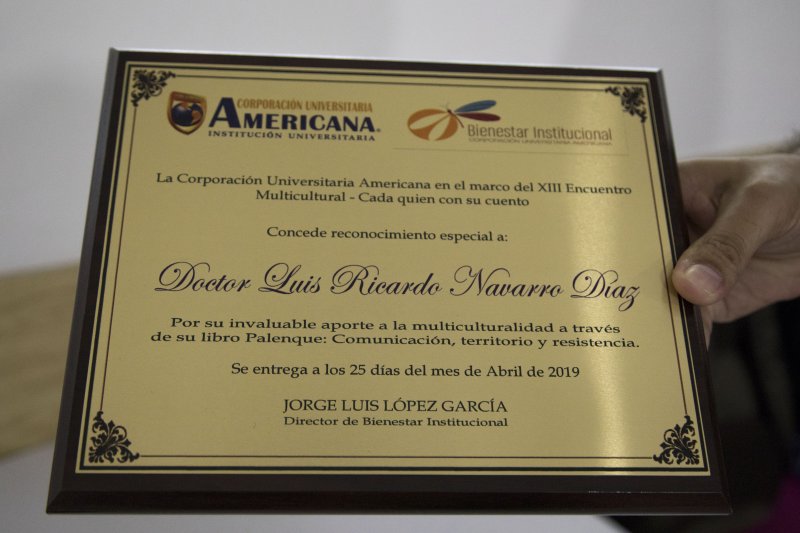 CORPORACIÓN UNIVERSITARIA
AMERICANA
INSTITUCIÓN UNIVERSITARIA
Bienestar Institucional
CORPORACIÓN UNIVERSITARIA AMERICANA
La Corporación Universitaria Americana en el marco del XIII Encuentro
Multicultural - Cada quien con su cuento
Concede reconocimiento especial a:
Doctor Luis Ricardo Navarro Díaz
Por su invaluable aporte a la multiculturalidad a través
de su libro Palenque: Comunicación, territorio y resistencia.
Se entrega a los 25 días del mes de Abril de 2019
JORGE LUIS LÓPEZ GARCÍA
Director de Bienestar Institucional